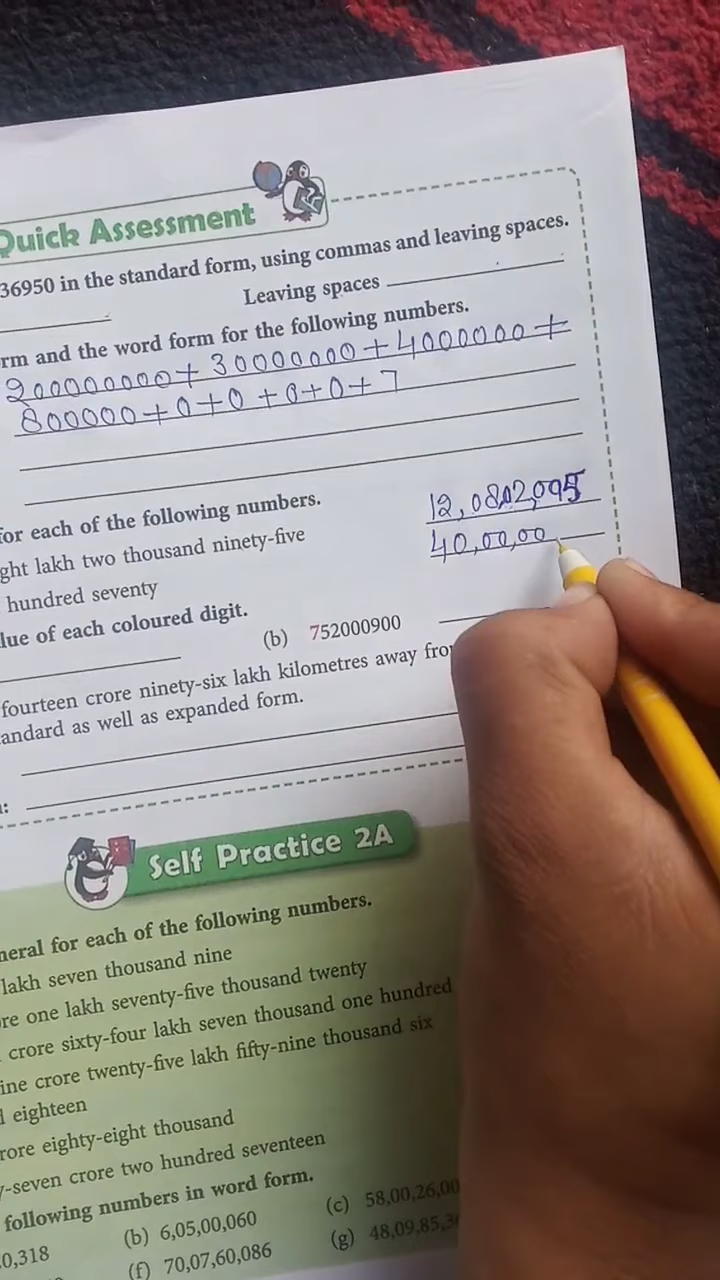 Quick Assessment
36950 in the standard form, using commas and leaving spaces.
Leaving spaces
rm and the word form for the following numbers.
200000000+30000000+4000000+
800000+0+0+0+0+7
for each of the following numbers.
ght lakh two thousand ninety-five 12,0802,095
hundred seventy 40,00,00
lue of each coloured digit.
(b) 752000900
fourteen crore ninety-six lakh kilometres away fro
andard as well as expanded form.
Self Practice 2A
neral for each of the following numbers.
lakh seven thousand nine
re one lakh seventy-five thousand twenty
crore sixty-four lakh seven thousand one hundred
ine crore twenty-five lakh fifty-nine thousand six
eighteen
rore eighty-eight thousand
y-seven crore two hundred seventeen
following numbers in word form.
0,318 (b) 6,05,00,060 (c) 58,00,26,00
(f) 70,07,60,086 (g) 48,09,85,3